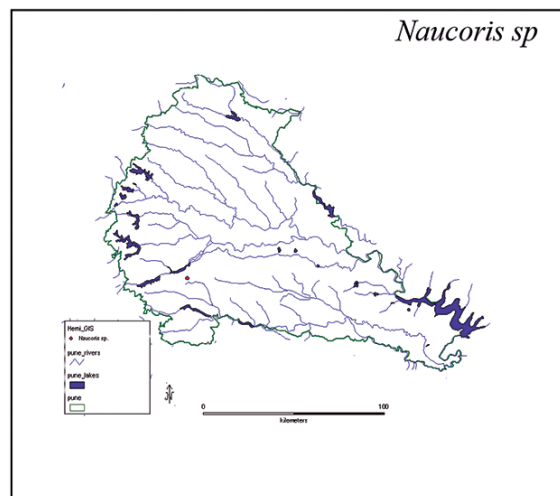 Naucoris sp
Hemi_GIS
Naucoris sp.
pune_rivers
pune_lakes
pune
0 100
kilometers